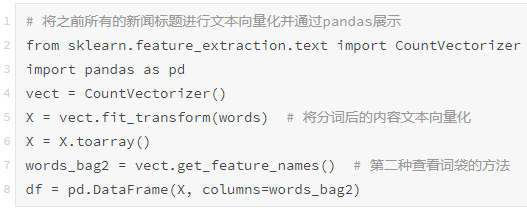 1 # 将之前所有的新闻标题进行文本向量化并通过pandas展示
2 from sklearn.feature_extraction.text import CountVectorizer
3 import pandas as pd
4 vect = CountVectorizer()
5 X = vect.fit_transform(words)  # 将分词后的内容文本向量化
6 X = X.toarray()
7 words_bag2 = vect.get_feature_names()  # 第二种查看词袋的方法
8 df = pd.DataFrame(X, columns=words_bag2)